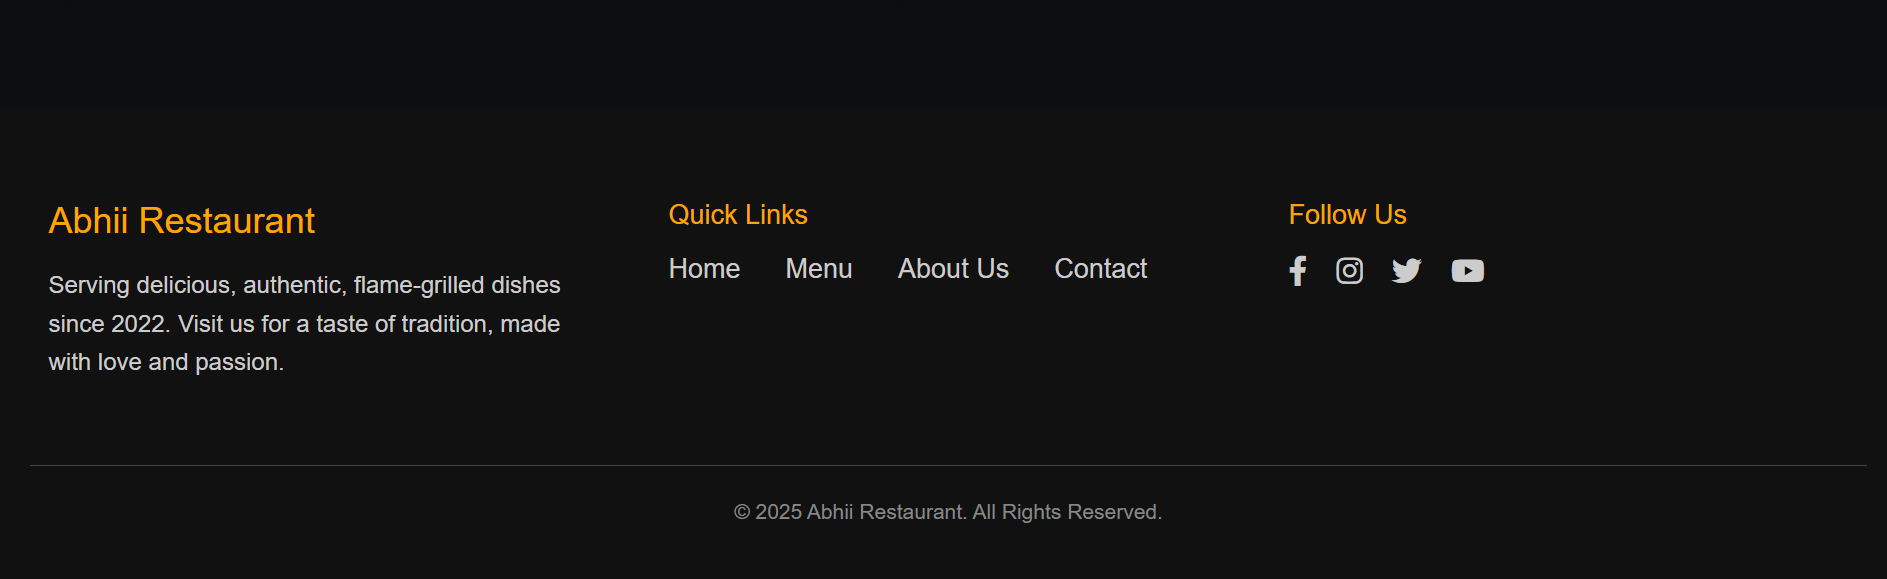 Abhii Restaurant
Serving delicious, authentic, flame-grilled dishes
since 2022. Visit us for a taste of tradition, made
with love and passion.
Quick Links
Home Menu About Us Contact
Follow Us
© 2025 Abhii Restaurant. All Rights Reserved.